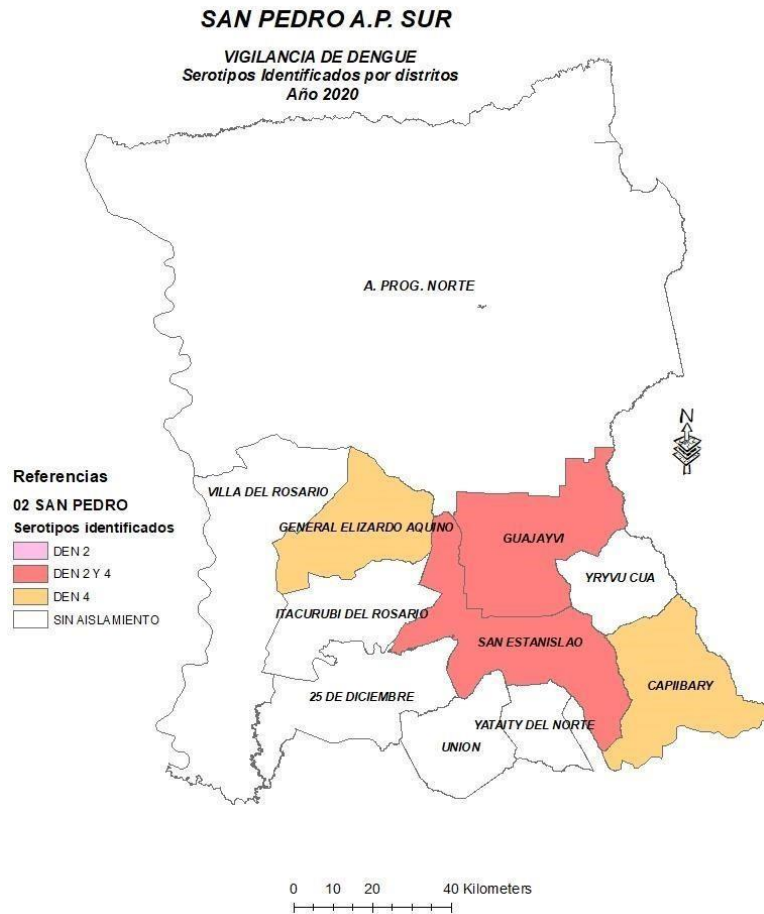 SAN PEDRO A.P. SUR
VIGILANCIA DE DENGUE
Serotipos Identificados por distritos
Año 2020
A. PROG. NORTE
N
Referencias
02 SAN PEDRO
Serotipos identificados
DEN 2
DEN 2 Y 4
DEN 4
SIN AISLAMIENTO
VILLA DEL ROSARIO
GENERAL ELIZARDO AQUINO
GUAJAYVI
YRYVU CUA
ITACURUBI DEL ROSARIO
SAN ESTANISLAO
CAPIIBARY
25 DE DICIEMBRE
YATAITY DEL NORTE
UNION
0 10 20 40 Kilometers